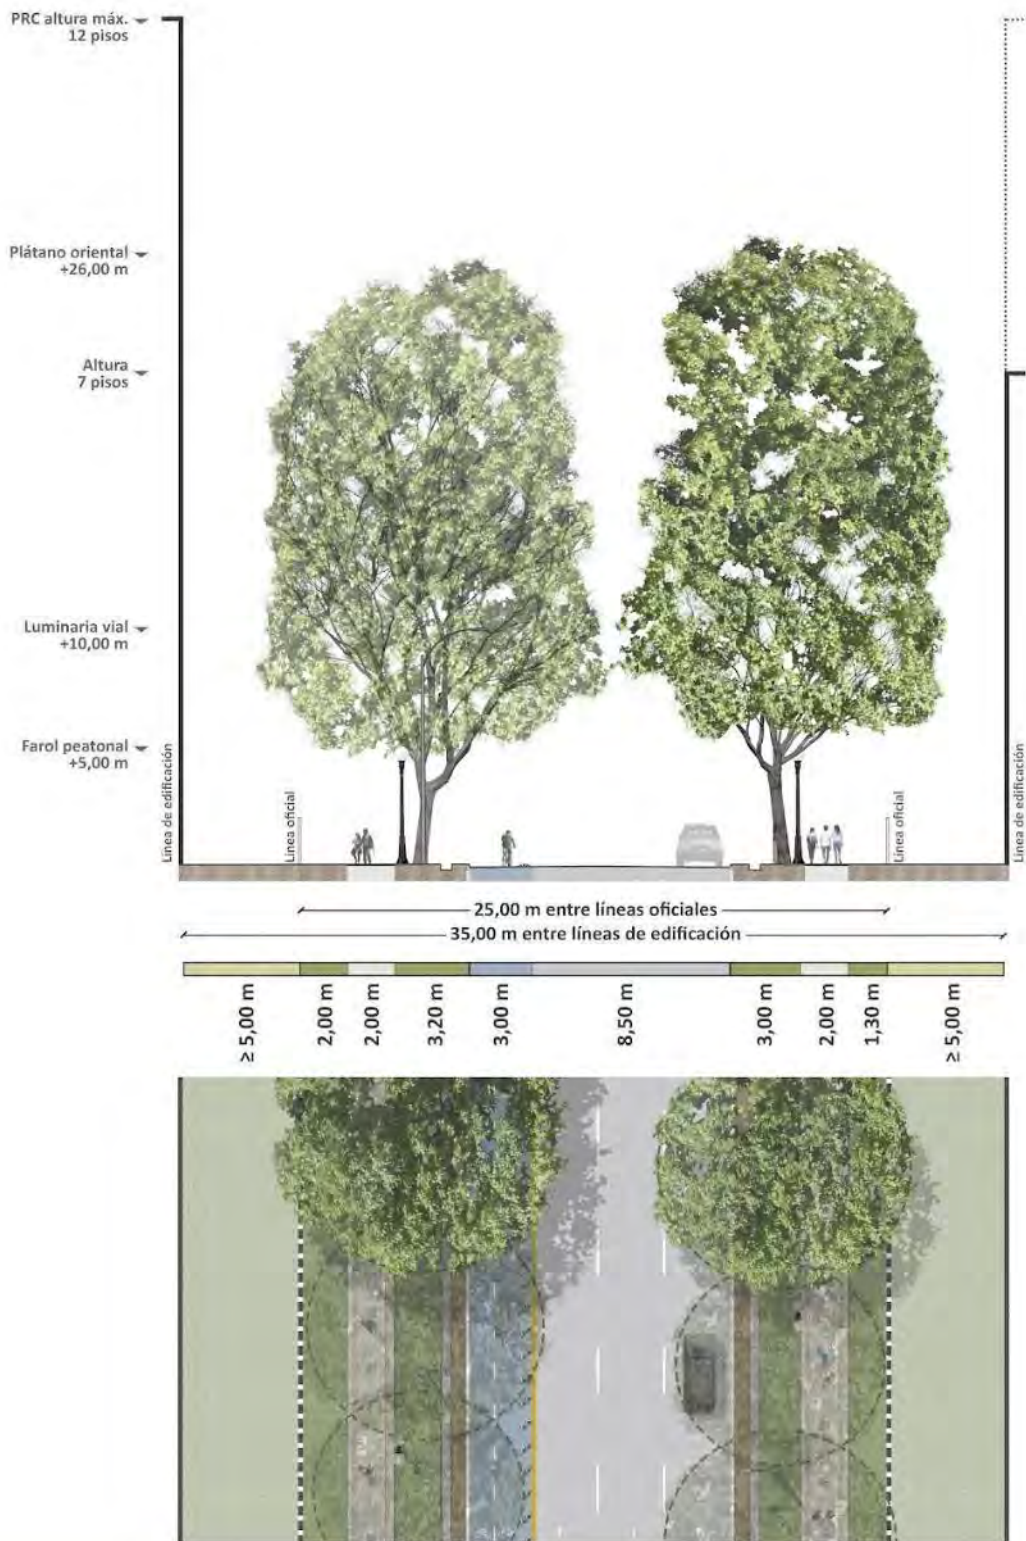 PRC altura máx.
12 pisos
Plátano oriental
+26,00 m
Altura
7 pisos
Luminaria vial
+10,00 m
Farol peatonal
+5,00 m
Línea de edificación
Línea oficial
Línea oficial
Línea de edificación
25,00 m entre líneas oficiales
35,00 m entre líneas de edificación
≥ 5,00 m
2,00 m
2,00 m
3,20 m
3,00 m
8,50 m
3,00 m
2,00 m
1,30 m
≥ 5,00 m